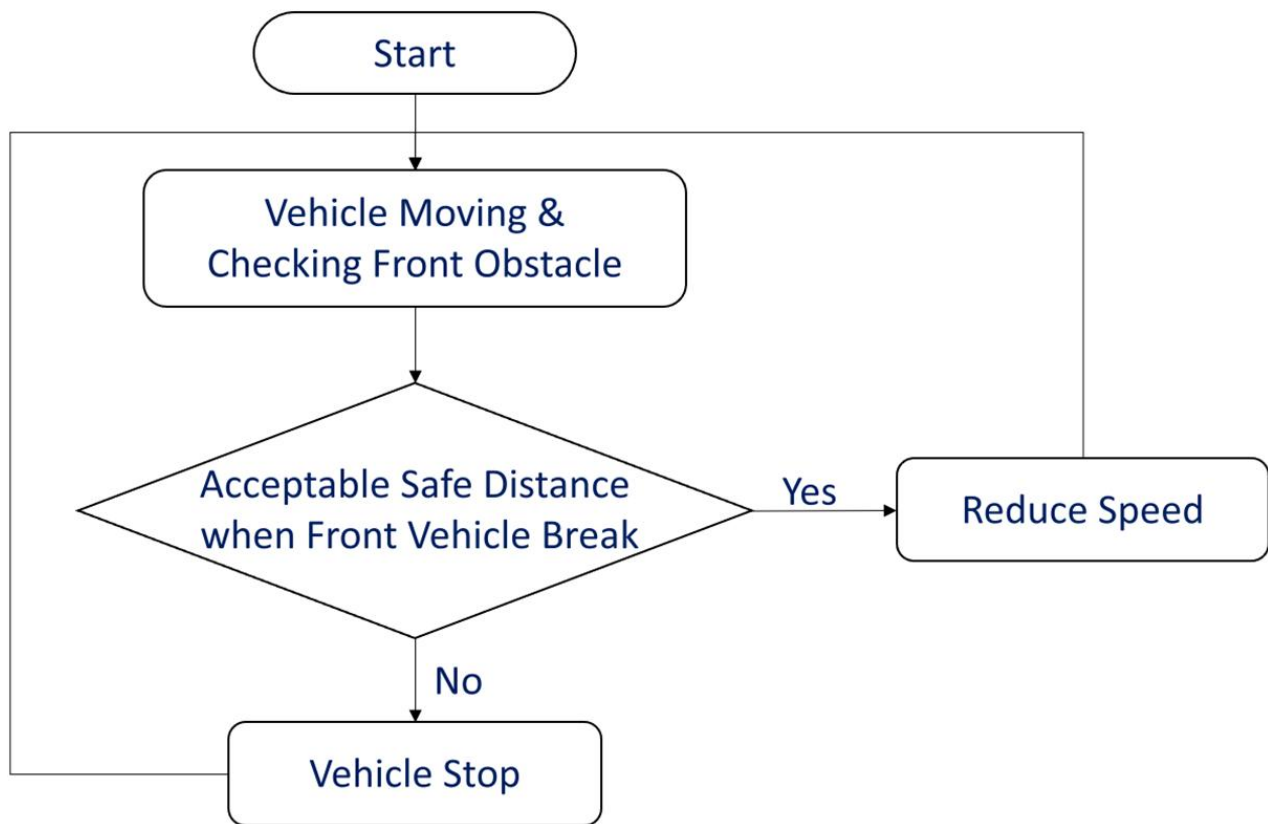 Start
Vehicle Moving &
Checking Front Obstacle
Acceptable Safe Distance
when Front Vehicle Break
Yes
Reduce Speed
No
Vehicle Stop